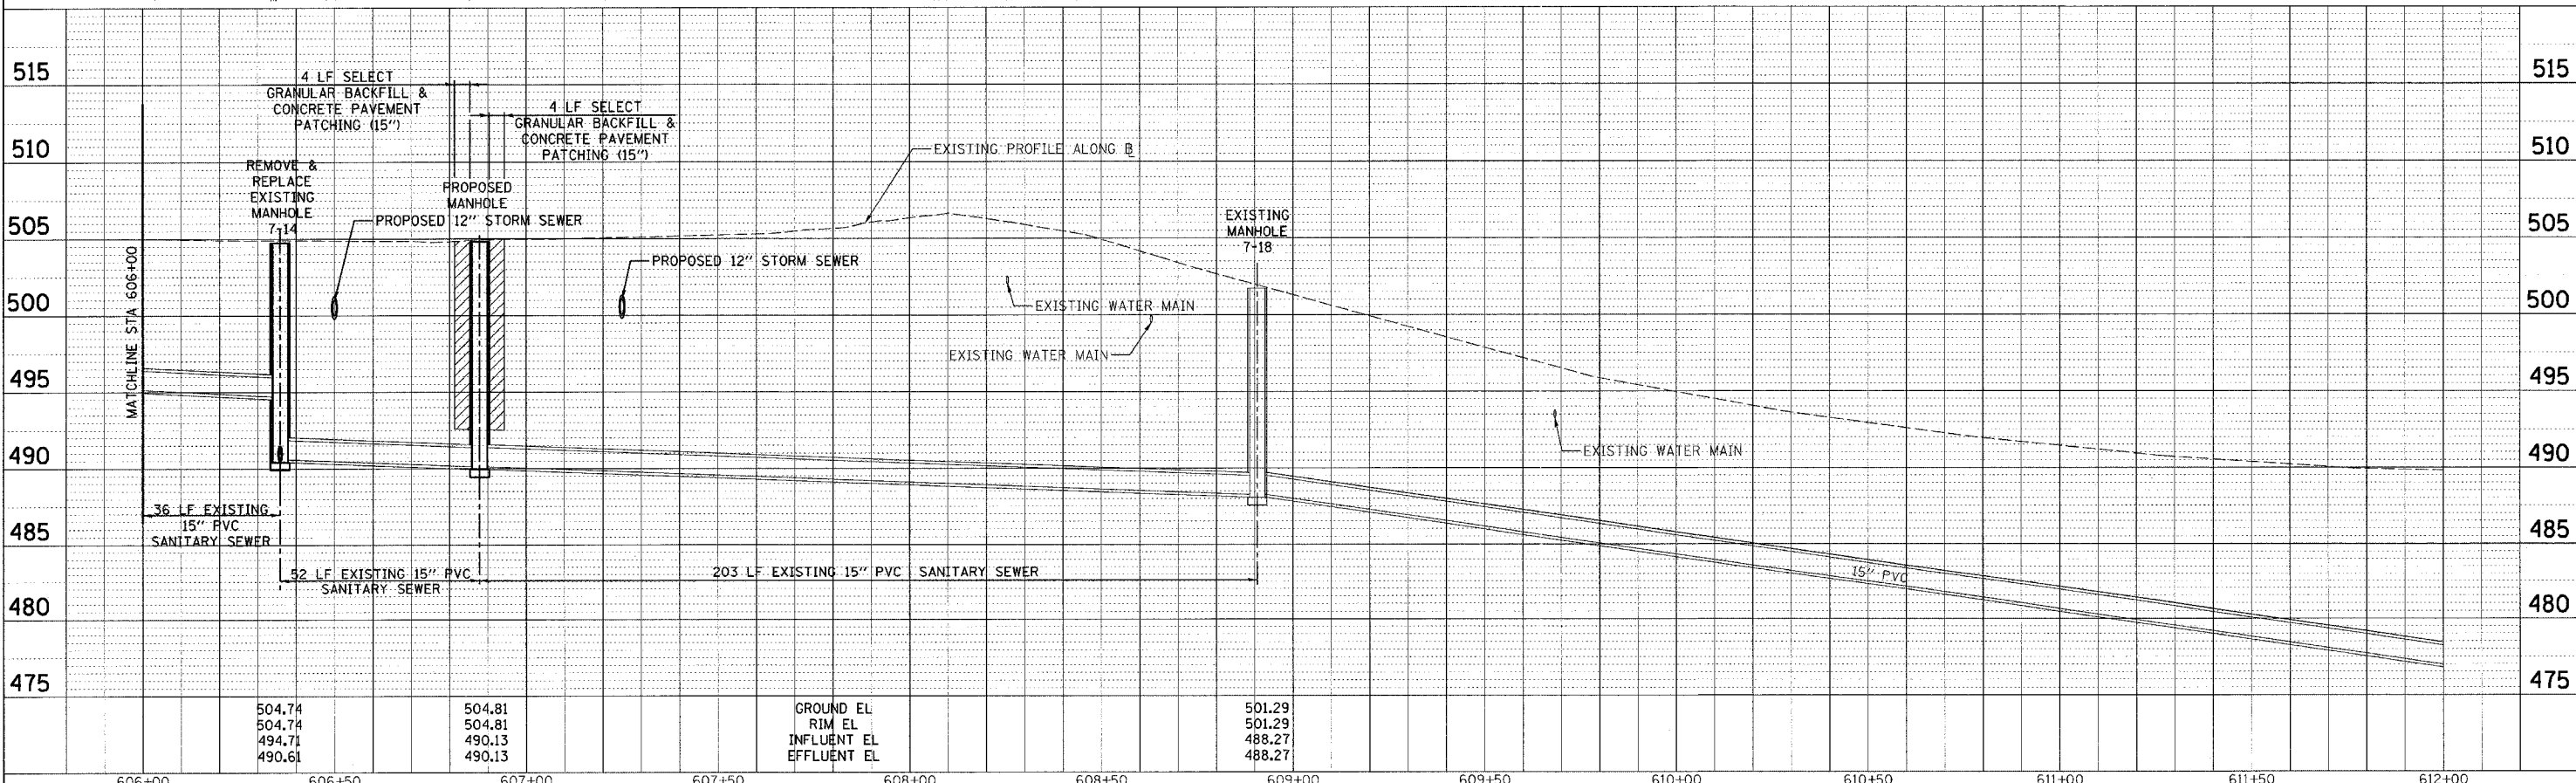 515
510
505
500
495
490
485
480
475
515
510
505
500
495
490
485
480
475
MATCHLINE STA 606+00
4 LF SELECT
GRANULAR BACKFILL &
CONCRETE PAVEMENT
PATCHING (15")
4 LF SELECT
GRANULAR BACKFILL &
CONCRETE PAVEMENT
PATCHING (15")
REMOVE &
REPLACE
EXISTING
MANHOLE
7-14
PROPOSED
MANHOLE
PROPOSED 12" STORM SEWER
PROPOSED 12" STORM SEWER
EXISTING PROFILE ALONG B
EXISTING
MANHOLE
7-18
EXISTING WATER MAIN
EXISTING WATER MAIN
EXISTING WATER MAIN
36 LF EXISTING
15" PVC
SANITARY SEWER
52 LF EXISTING 15" PVC
SANITARY SEWER
203 LF EXISTING 15" PVC SANITARY SEWER
15" PVC
504.74
504.74
494.71
490.61
504.81
504.81
490.13
490.13
GROUND EL
RIM EL
INFLUENT EL
EFFLUENT EL
501.29
501.29
488.27
488.27
606+00 606+50 607+00 607+50 608+00 608+50 609+00 609+50 610+00 610+50 611+00 611+50 612+00